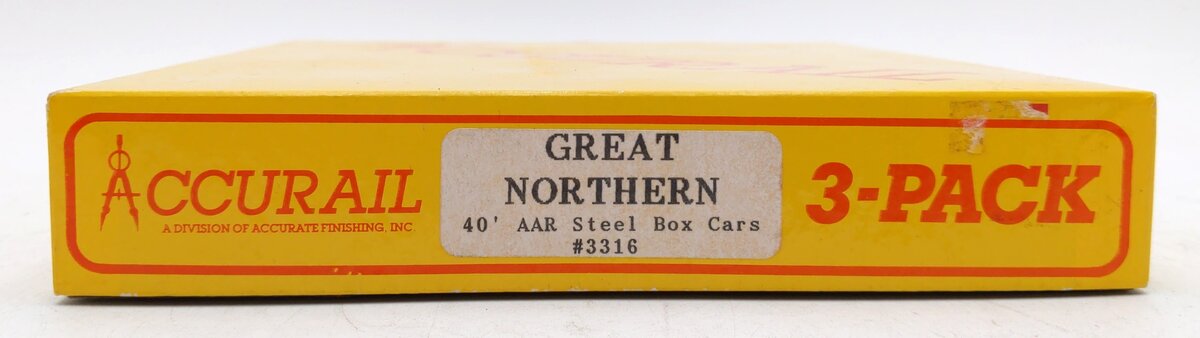 ACCURAIL
A DIVISION OF ACCURATE FINISHING, INC
GREAT
NORTHERN
40' AAR Steel Box Cars
#3316
3-PACK